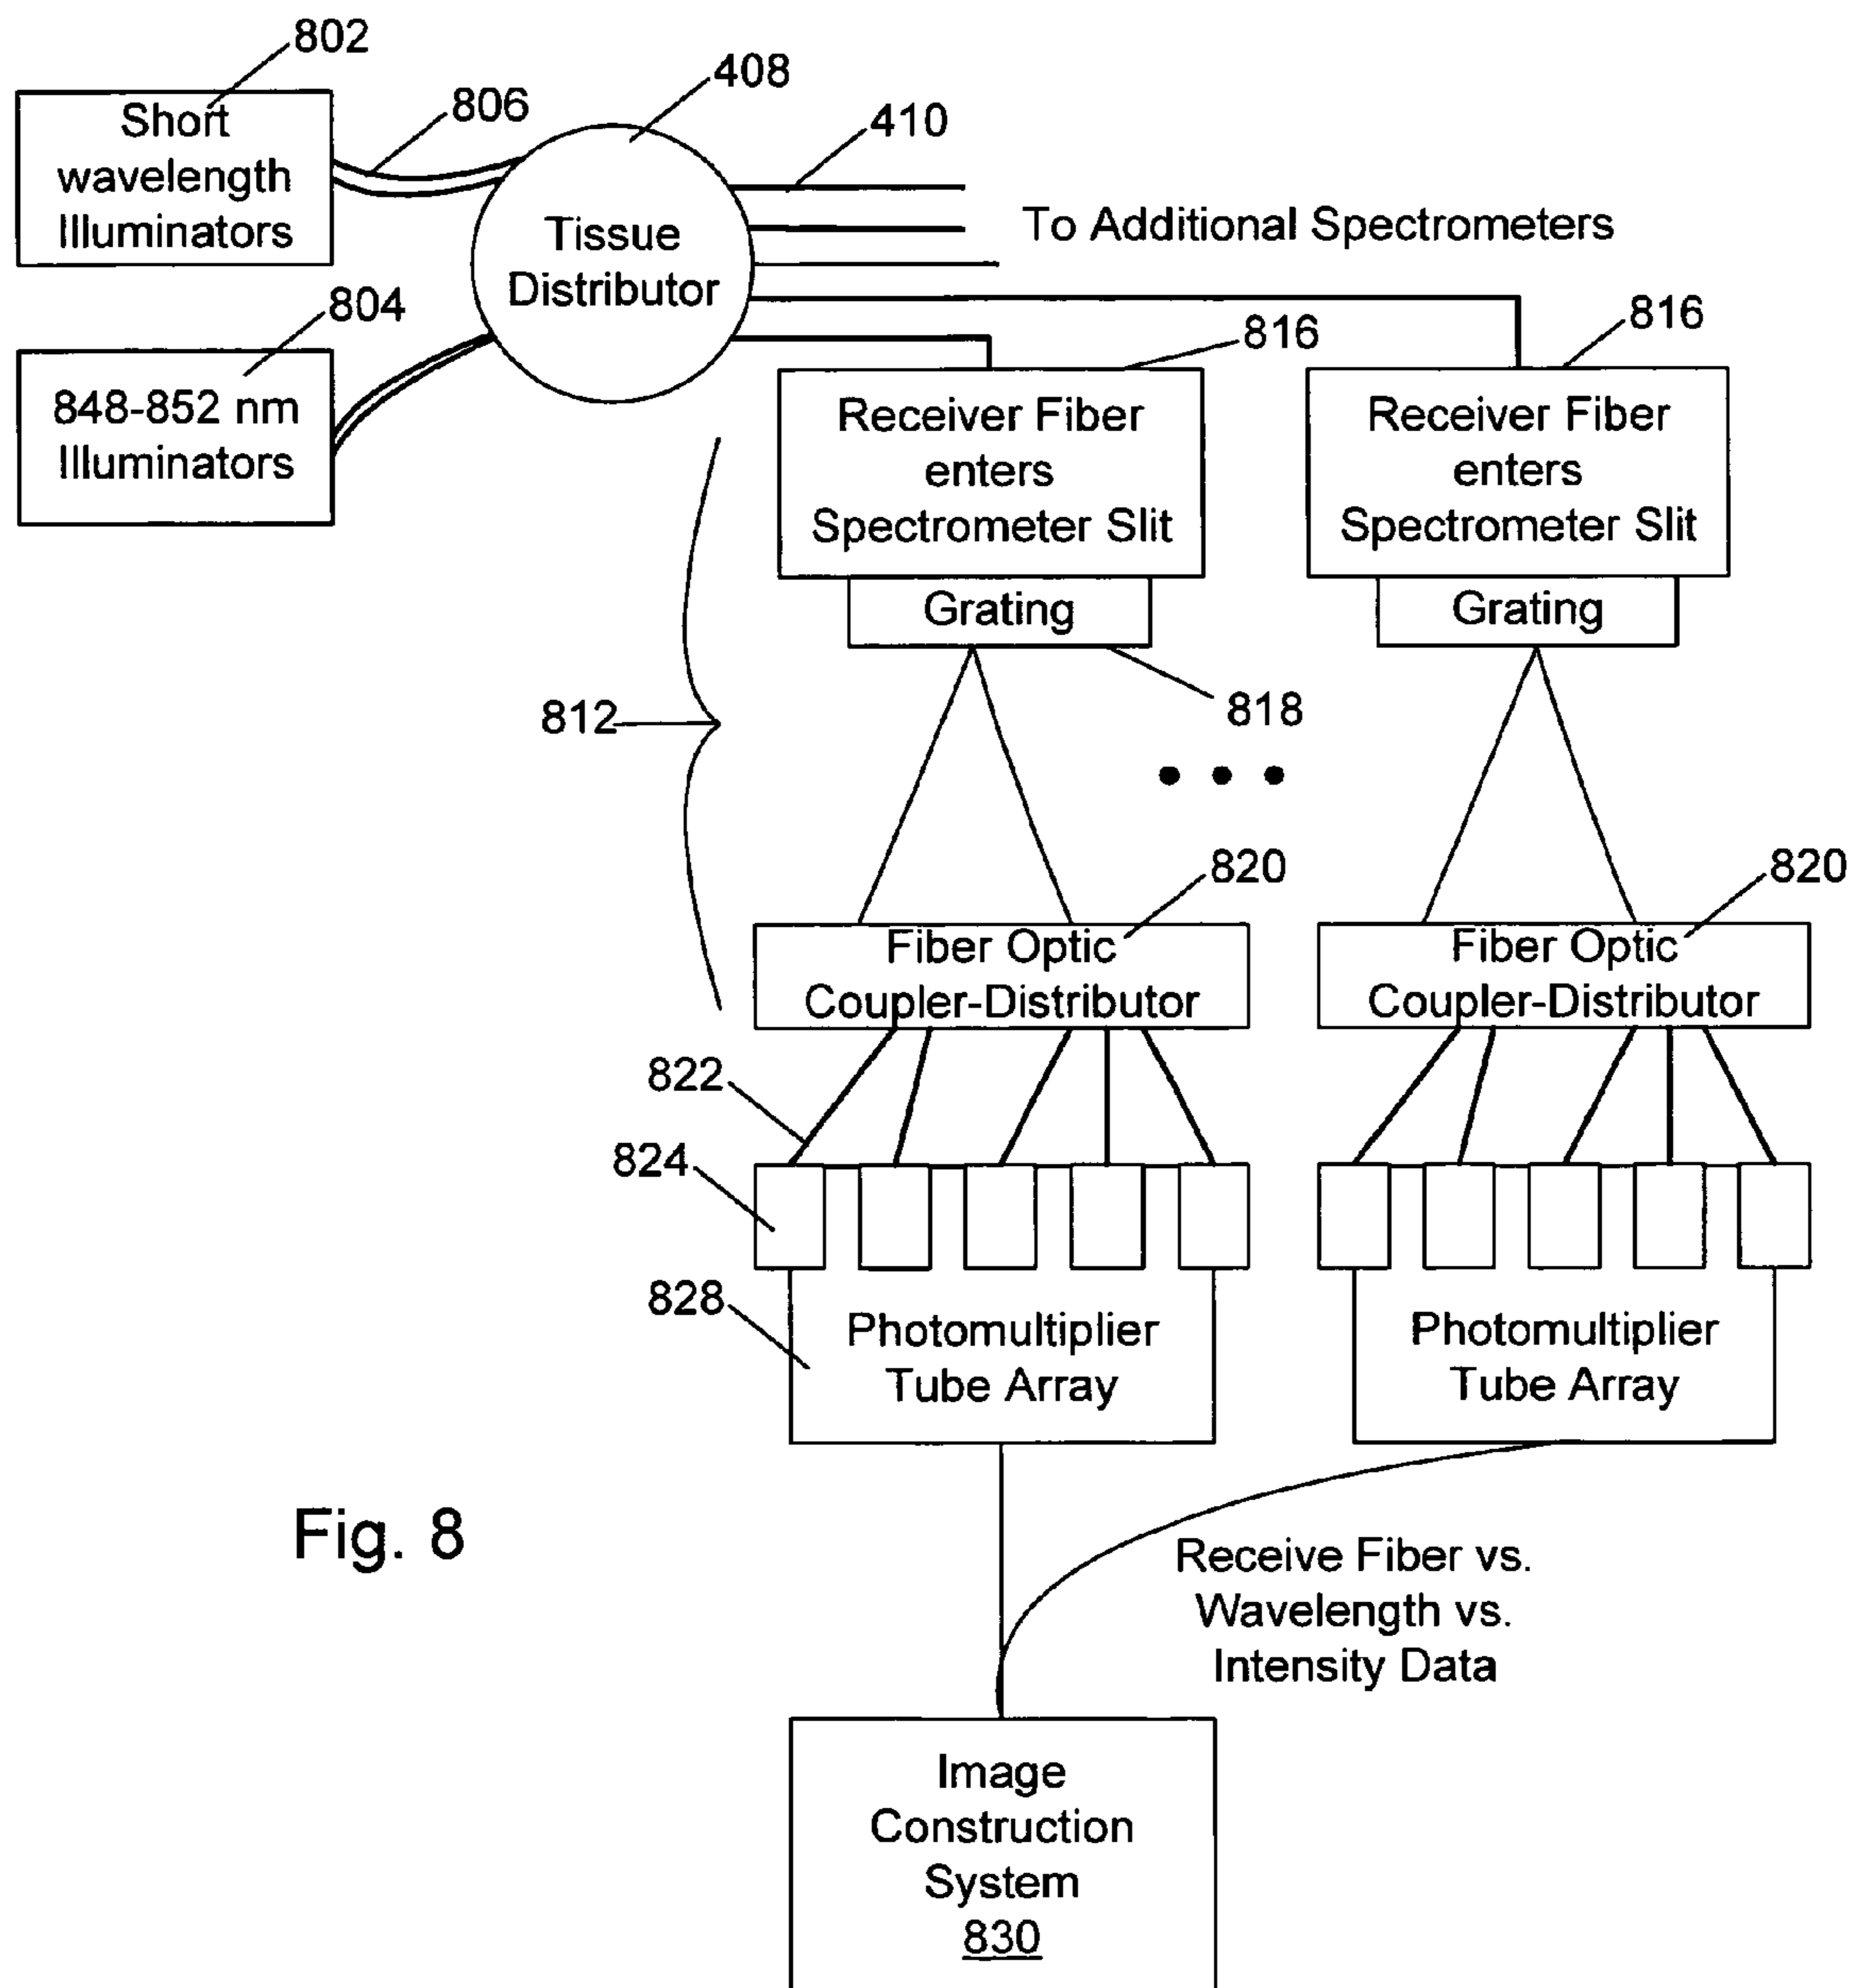 802
408
Short
wavelength
Illuminators
806
410
Tissue
Distributor
To Additional Spectrometers
804
848-852 nm
Illuminators
816
816
Receiver Fiber
enters
Spectrometer Slit
Receiver Fiber
enters
Spectrometer Slit
Grating
Grating
812
818
820
820
Fiber Optic
Coupler-Distributor
Fiber Optic
Coupler-Distributor
822
824
828
Photomultiplier
Tube Array
Photomultiplier
Tube Array
Fig. 8
Receive Fiber vs.
Wavelength vs.
Intensity Data
Image
Construction
System
830